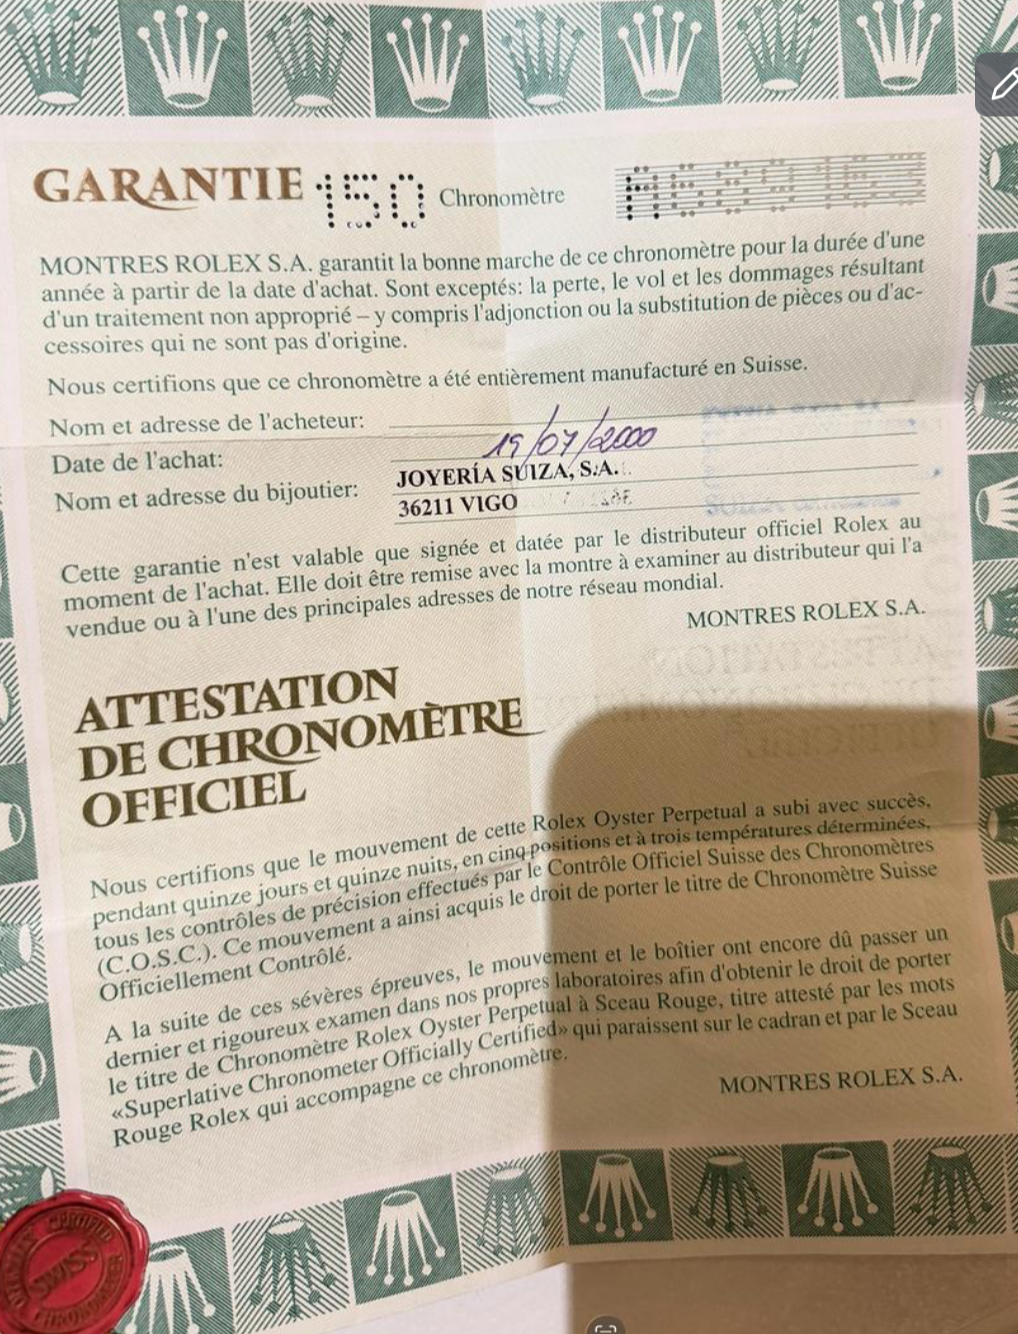 GARANTIE 150 Chronomètre
MONTRES ROLEX S.A. garantit la bonne marche de ce chronomètre pour la durée d'une
année à partir de la date d'achat. Sont exceptés: la perte, le vol et les dommages résultant
d'un traitement non approprié – y compris l'adjonction ou la substitution de pièces ou d'ac-
cessoires qui ne sont pas d'origine.
Nous certifions que ce chronomètre a été entièrement manufacturé en Suisse.
Nom et adresse de l'acheteur:
Date de l'achat: 19/07/2000
Nom et adresse du bijoutier: JOYERÍA SUIZA, S.A.
36211 VIGO
Cette garantie n'est valable que signée et datée par le distributeur officiel Rolex au
moment de l'achat. Elle doit être remise avec la montre à examiner au distributeur qui l'a
vendue ou à l'une des principales adresses de notre réseau mondial.
MONTRES ROLEX S.A.
ATTESTATION
DE CHRONOMÈTRE
OFFICIEL
Nous certifions que le mouvement de cette Rolex Oyster Perpetual a subi avec succès,
pendant quinze jours et quinze nuits, en cinq positions et à trois températures déterminées,
tous les contrôles de précision effectués par le Contrôle Officiel Suisse des Chronomètres
(C.O.S.C.). Ce mouvement a ainsi acquis le droit de porter le titre de Chronomètre Suisse
Officiellement Contrôlé.
A la suite de ces sévères épreuves, le mouvement et le boîtier ont encore dû passer un
dernier et rigoureux examen dans nos propres laboratoires afin d'obtenir le droit de porter
le titre de Chronomètre Rolex Oyster Perpetual à Sceau Rouge, titre attesté par les mots
«Superlative Chronometer Officially Certified» qui paraissent sur le cadran et par le Sceau
Rouge Rolex qui accompagne ce chronomètre.
MONTRES ROLEX S.A.
OFFICIALLY CERTIFIED
SWISS
CHRONOMETER